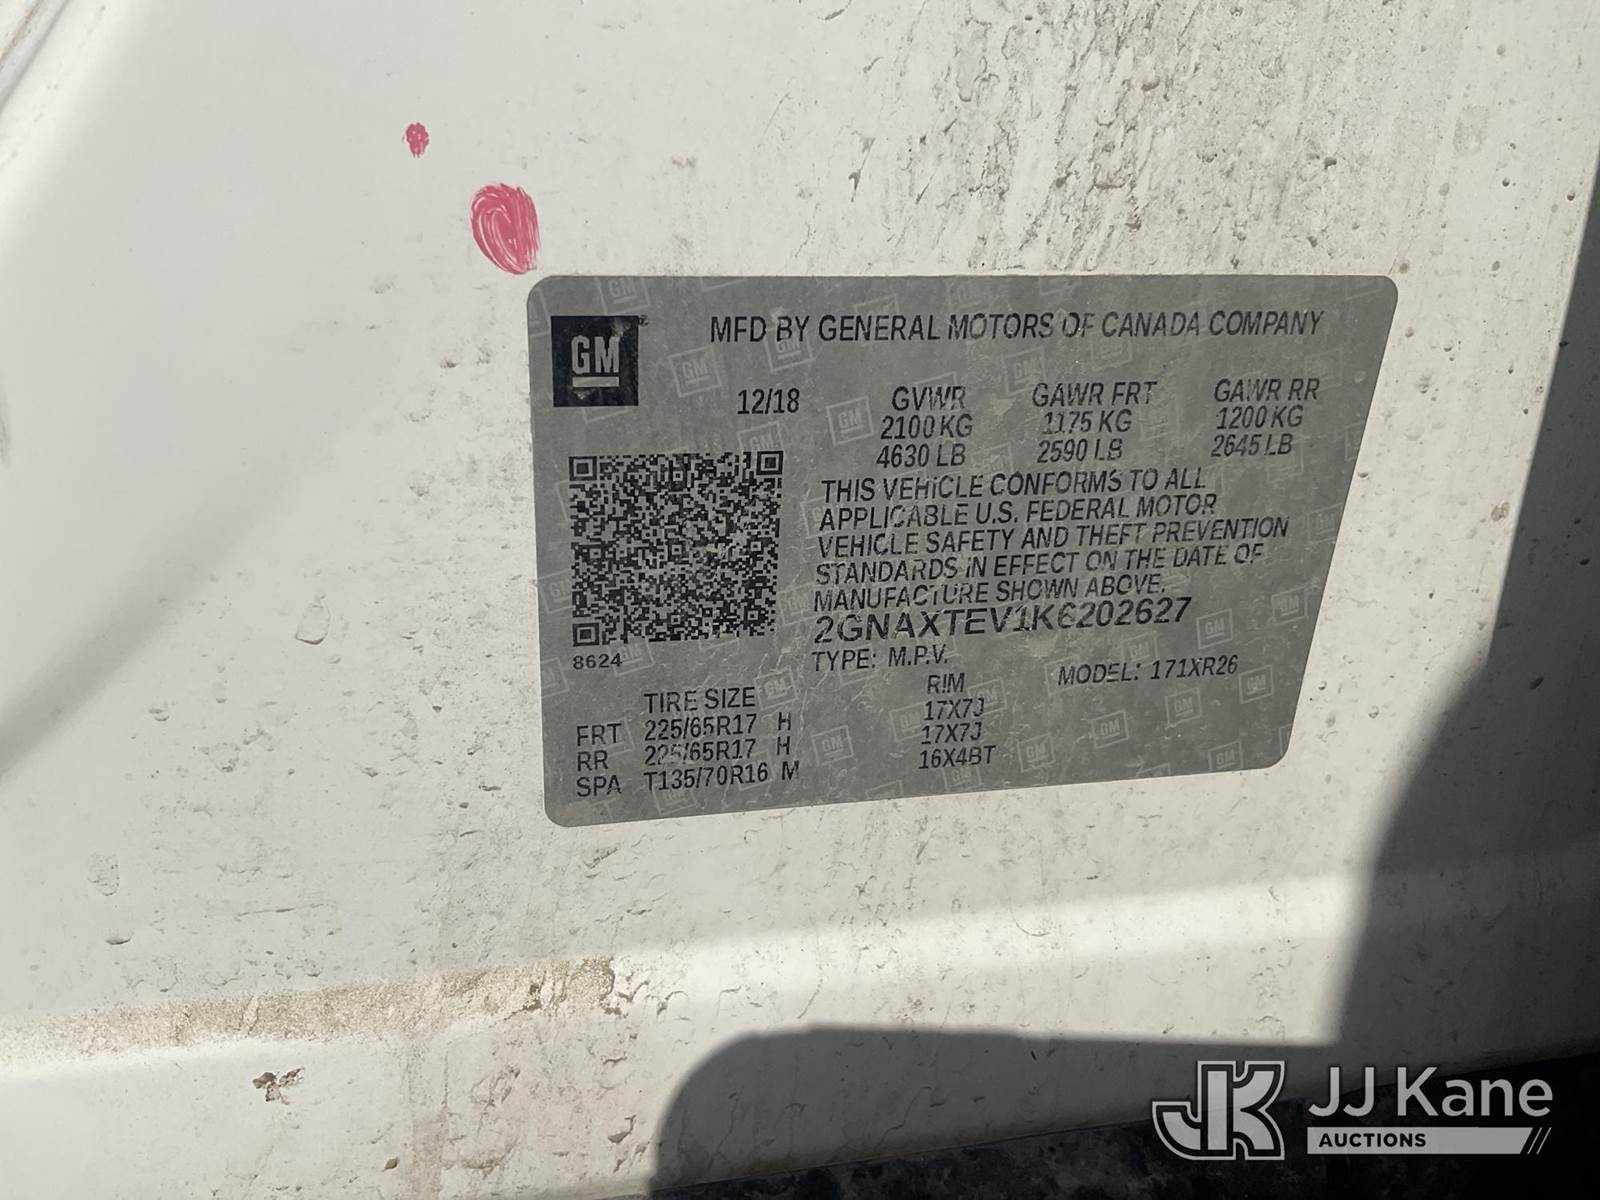 GM
MFD BY GENERAL MOTORS OF CANADA COMPANY
12/18 GVWR GAWR FRT GAWR RR
2100 KG 1175 KG 1200 KG
4630 LB 2590 LB 2645 LB
THIS VEHICLE CONFORMS TO ALL
APPLICABLE U.S. FEDERAL MOTOR
VEHICLE SAFETY AND THEFT PREVENTION
STANDARDS IN EFFECT ON THE DATE OF
MANUFACTURE SHOWN ABOVE.
2GNAXTEV1K6202627
8624
TYPE: M.P.V. MODEL: 171XR26
TIRE SIZE RIM
FRT 225/65R17 H 17X7J
RR 225/65R17 H 17X7J
SPA T135/70R16 M 16X4BT
JK JJ Kane
AUCTIONS